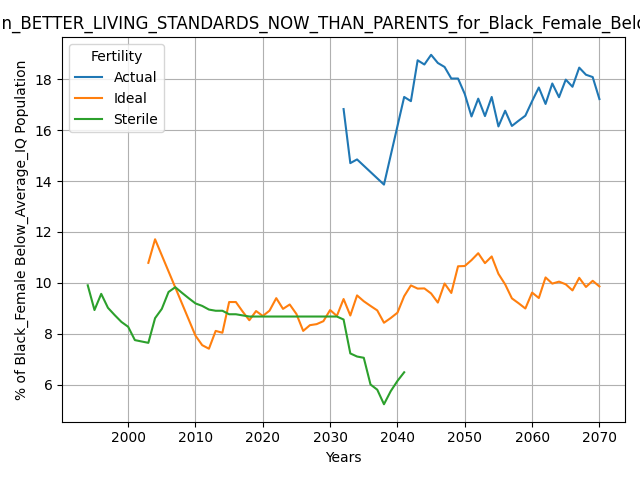 n_BETTER_LIVING_STANDARDS_NOW_THAN_PARENTS_for_Black_Female_Belo
Fertility
Actual
Ideal
Sterile
% of Black_Female Below_Average_IQ Population
18
16
14
12
10
8
6
2000 2010 2020 2030 2040 2050 2060 2070
Years